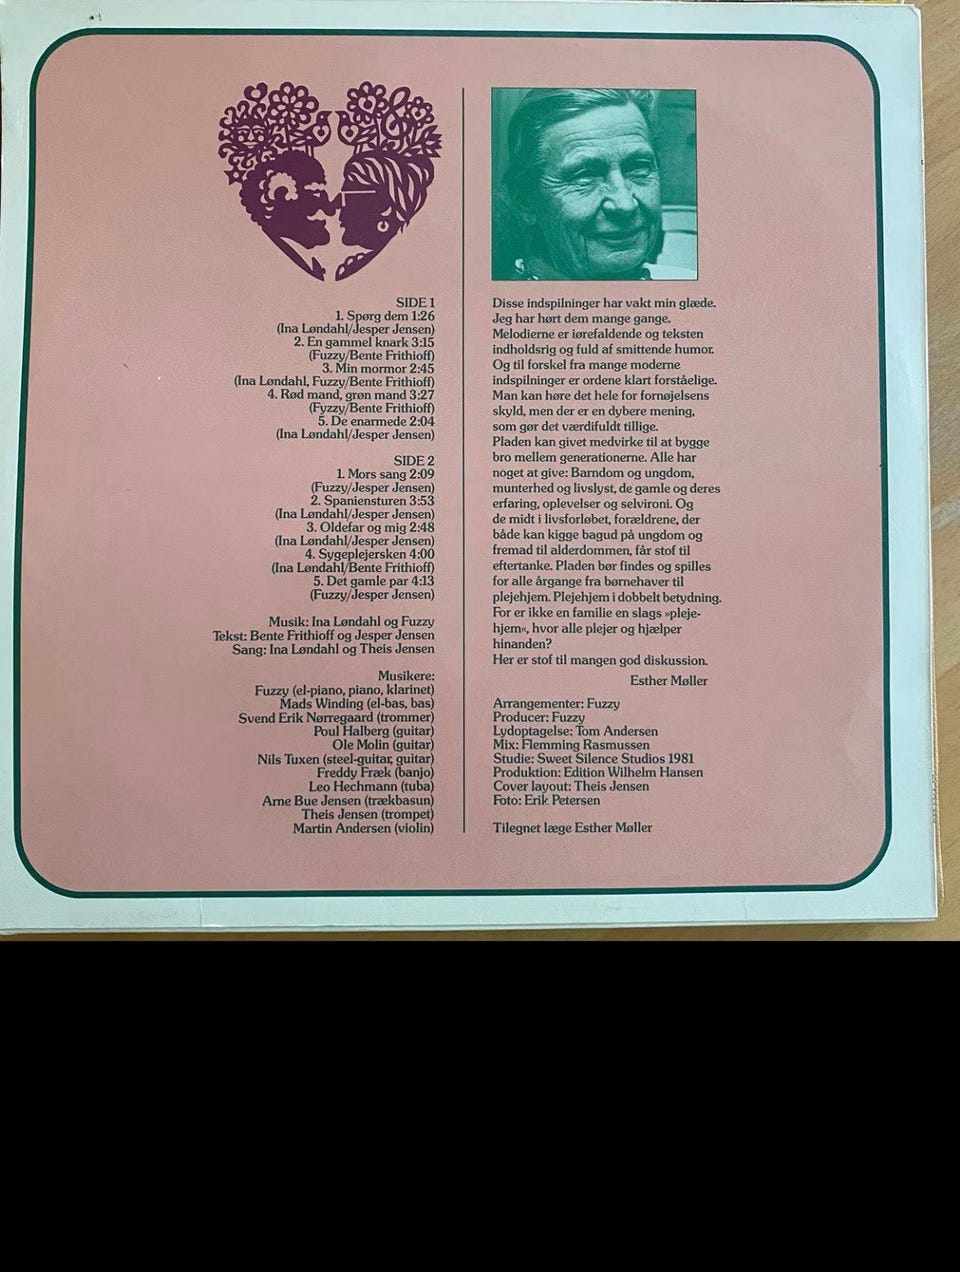 SIDE 1
1. Spørg dem 1:26
(Ina Løndahl/Jesper Jensen)
2. En gammel knark 3:15
(Fuzzy/Bente Frithioff)
3. Min mormor 2:45
(Ina Løndahl, Fuzzy/Bente Frithioff)
4. Rød mand, grøn mand 3:27
(Fyzzy/Bente Frithioff)
5. De enarmede 2:04
(Ina Løndahl/Jesper Jensen)
SIDE 2
1. Mors sang 2:09
(Fuzzy/Jesper Jensen)
2. Spaniensturen 3:53
(Ina Løndahl/Jesper Jensen)
3. Oldefar og mig 2:48
(Ina Løndahl/Jesper Jensen)
4. Sygeplejersken 4:00
(Ina Løndahl/Bente Frithioff)
5. Det gamle par 4:13
(Fuzzy/Jesper Jensen)
Musik: Ina Løndahl og Fuzzy
Tekst: Bente Frithioff og Jesper Jensen
Sang: Ina Løndahl og Theis Jensen
Musikere:
Fuzzy (el-piano, piano, klarinet)
Mads Winding (el-bas, bas)
Svend Erik Nørregaard (trommer)
Poul Halberg (guitar)
Ole Molin (guitar)
Nils Tuxen (steel-guitar, guitar)
Freddy Fræk (banjo)
Leo Hechmann (tuba)
Arne Bue Jensen (trækbasun)
Theis Jensen (trompet)
Martin Andersen (violin)
Disse indspilninger har vakt min glæde.
Jeg har hørt dem mange gange.
Melodierne er iørefaldende og teksten
indholdsrig og fuld af smittende humor.
Og til forskel fra mange moderne
indspilninger er ordene klart forståelige.
Man kan høre det hele for fornøjelsens
skyld, men der er en dybere mening,
som gør det værdifuldt tillige.
Pladen kan givet medvirke til at bygge
bro mellem generationerne. Alle har
noget at give: Barndom og ungdom,
munterhed og livslyst, de gamle og deres
erfaring, oplevelser og selvironi. Og
de midt i livsforløbet, forældrene, der
både kan kigge bagud på ungdom og
fremad til alderdommen, får stof til
eftertanke. Pladen bør findes og spilles
for alle årgange fra børnehaver til
plejehjem. Plejehjem i dobbelt betydning.
For er ikke en familie en slags »pleje-
hjem«, hvor alle plejer og hjælper
hinanden?
Her er stof til mangen god diskussion.
Esther Møller
Arrangementer: Fuzzy
Producer: Fuzzy
Lydoptagelse: Tom Andersen
Mix: Flemming Rasmussen
Studie: Sweet Silence Studios 1981
Produktion: Edition Wilhelm Hansen
Cover layout: Theis Jensen
Foto: Erik Petersen
Tilegnet læge Esther Møller